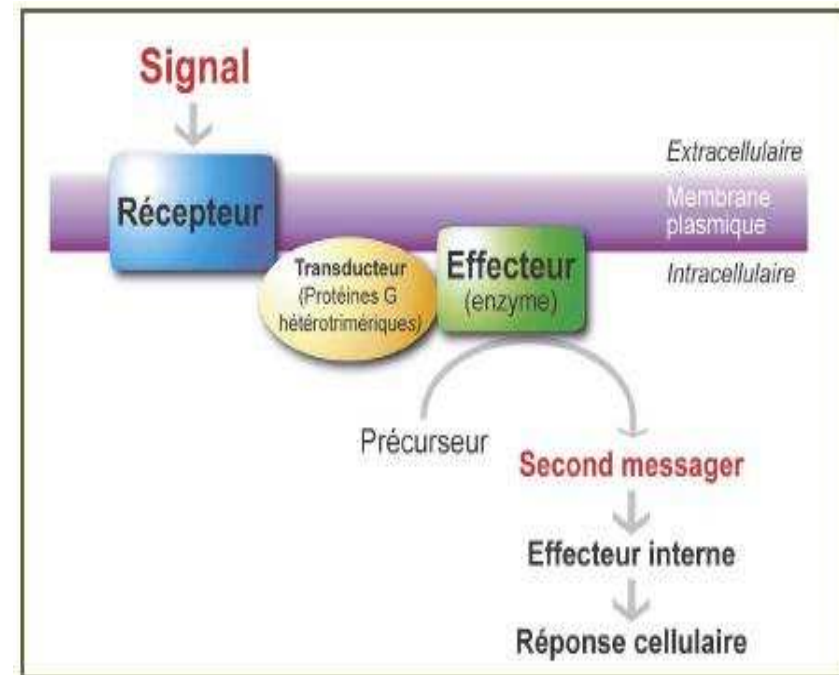 Signal
Extracellulaire
Récepteur
Membrane
plasmique
Transducteur
(Protéines G
hétérotrimériques)
Effecteur
(enzyme)
Intracellulaire
Précurseur
Second messager
Effecteur interne
Réponse cellulaire